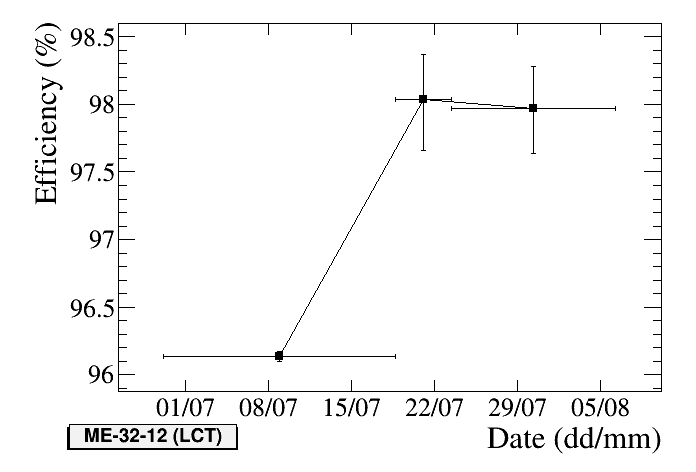 Efficiency (%)
98.5
98
97.5
97
96.5
96
01/07 08/07 15/07 22/07 29/07 05/08
Date (dd/mm)
ME-32-12 (LCT)